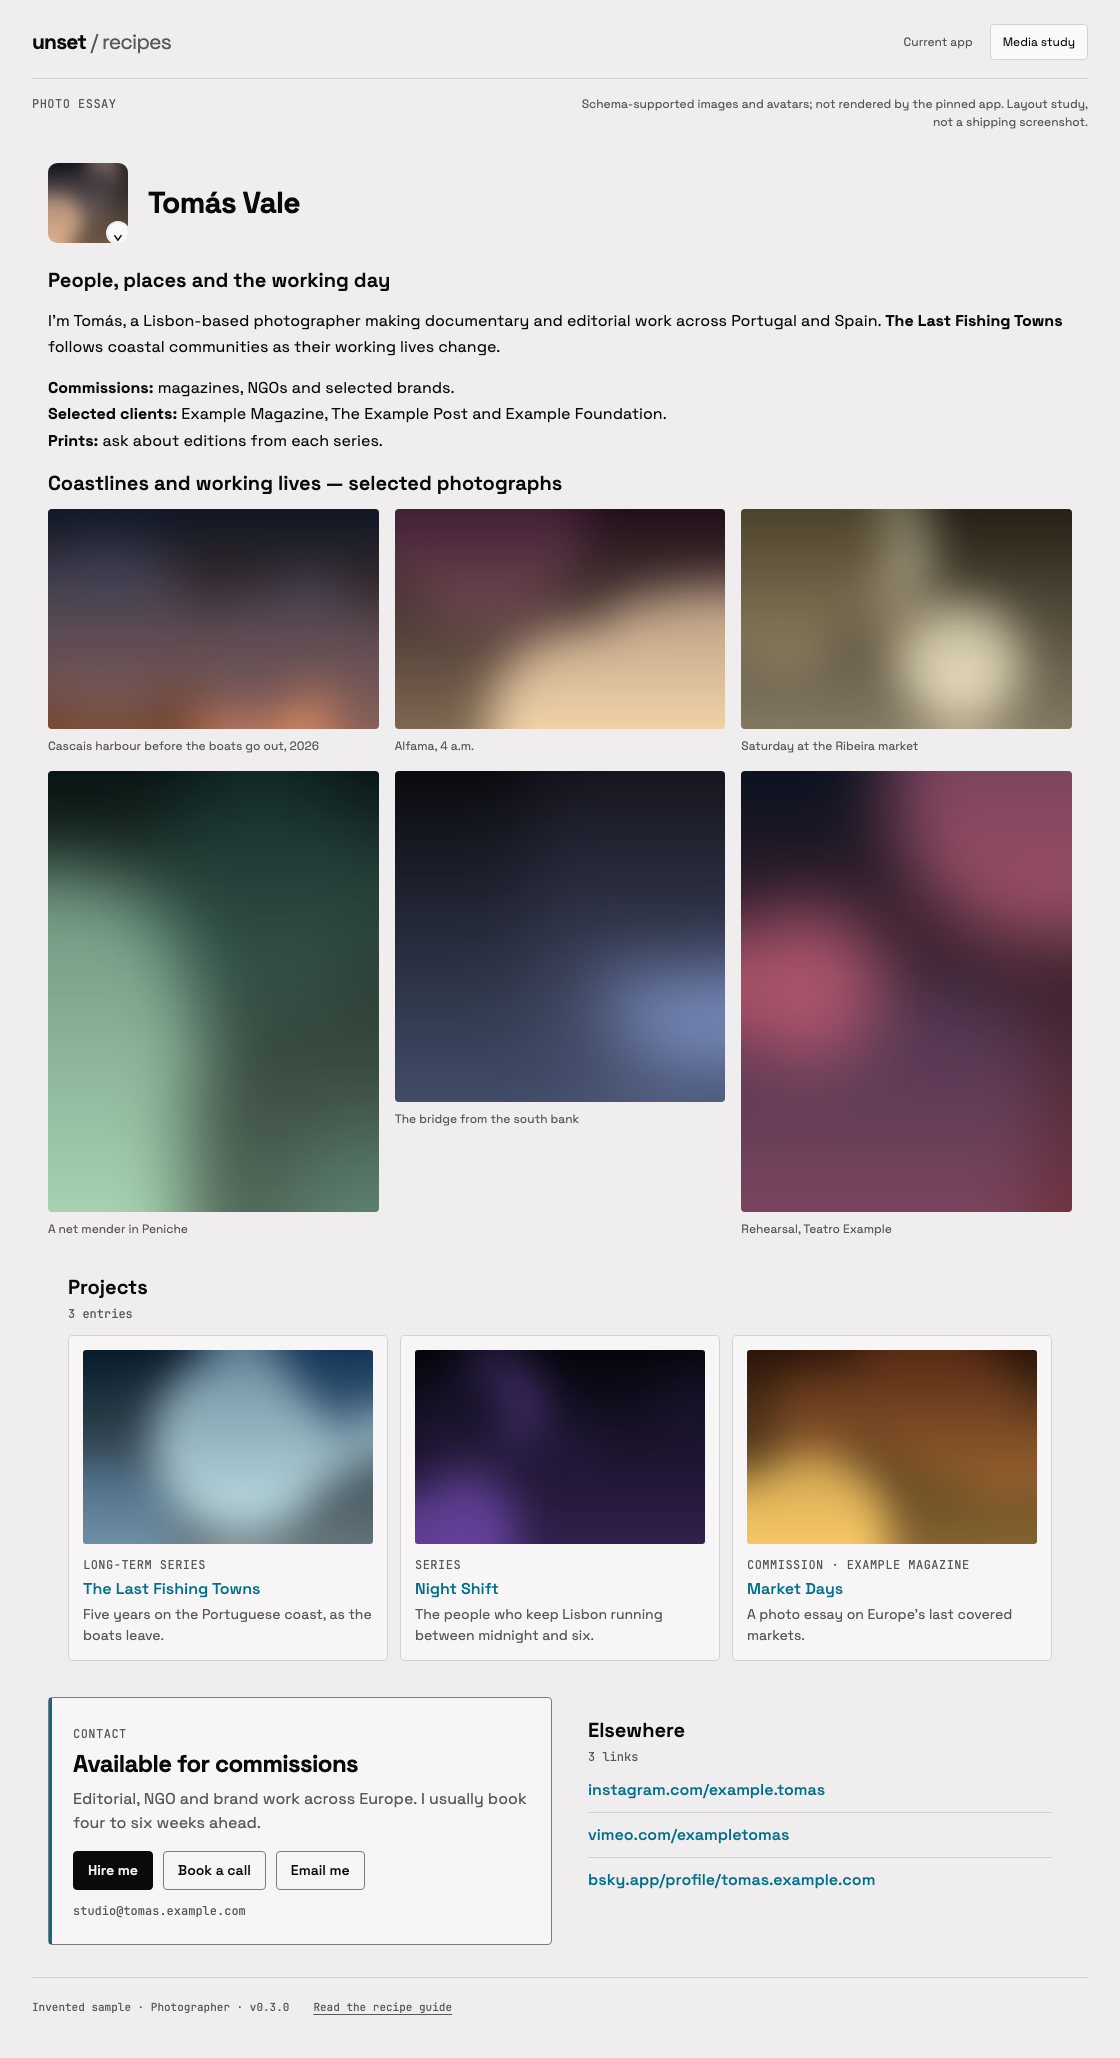 unset / recipes
Current app
Media study
PHOTO ESSAY
Schema-supported images and avatars; not rendered by the pinned app. Layout study,
not a shipping screenshot.
Tomás Vale
People, places and the working day
I'm Tomás, a Lisbon-based photographer making documentary and editorial work across Portugal and Spain. The Last Fishing Towns
follows coastal communities as their working lives change.
Commissions: magazines, NGOs and selected brands.
Selected clients: Example Magazine, The Example Post and Example Foundation.
Prints: ask about editions from each series.
Coastlines and working lives — selected photographs
Cascais harbour before the boats go out, 2026
Alfama, 4 a.m.
Saturday at the Ribeira market
A net mender in Peniche
The bridge from the south bank
Rehearsal, Teatro Example
Projects
3 entries
LONG-TERM SERIES
The Last Fishing Towns
Five years on the Portuguese coast, as the
boats leave.
SERIES
Night Shift
The people who keep Lisbon running
between midnight and six.
COMMISSION · EXAMPLE MAGAZINE
Market Days
A photo essay on Europe's last covered
markets.
CONTACT
Available for commissions
Editorial, NGO and brand work across Europe. I usually book
four to six weeks ahead.
Hire me
Book a call
Email me
studio@tomas.example.com
Elsewhere
3 links
instagram.com/example.tomas
vimeo.com/exampletomas
bsky.app/profile/tomas.example.com
Invented sample · Photographer · v0.3.0
Read the recipe guide